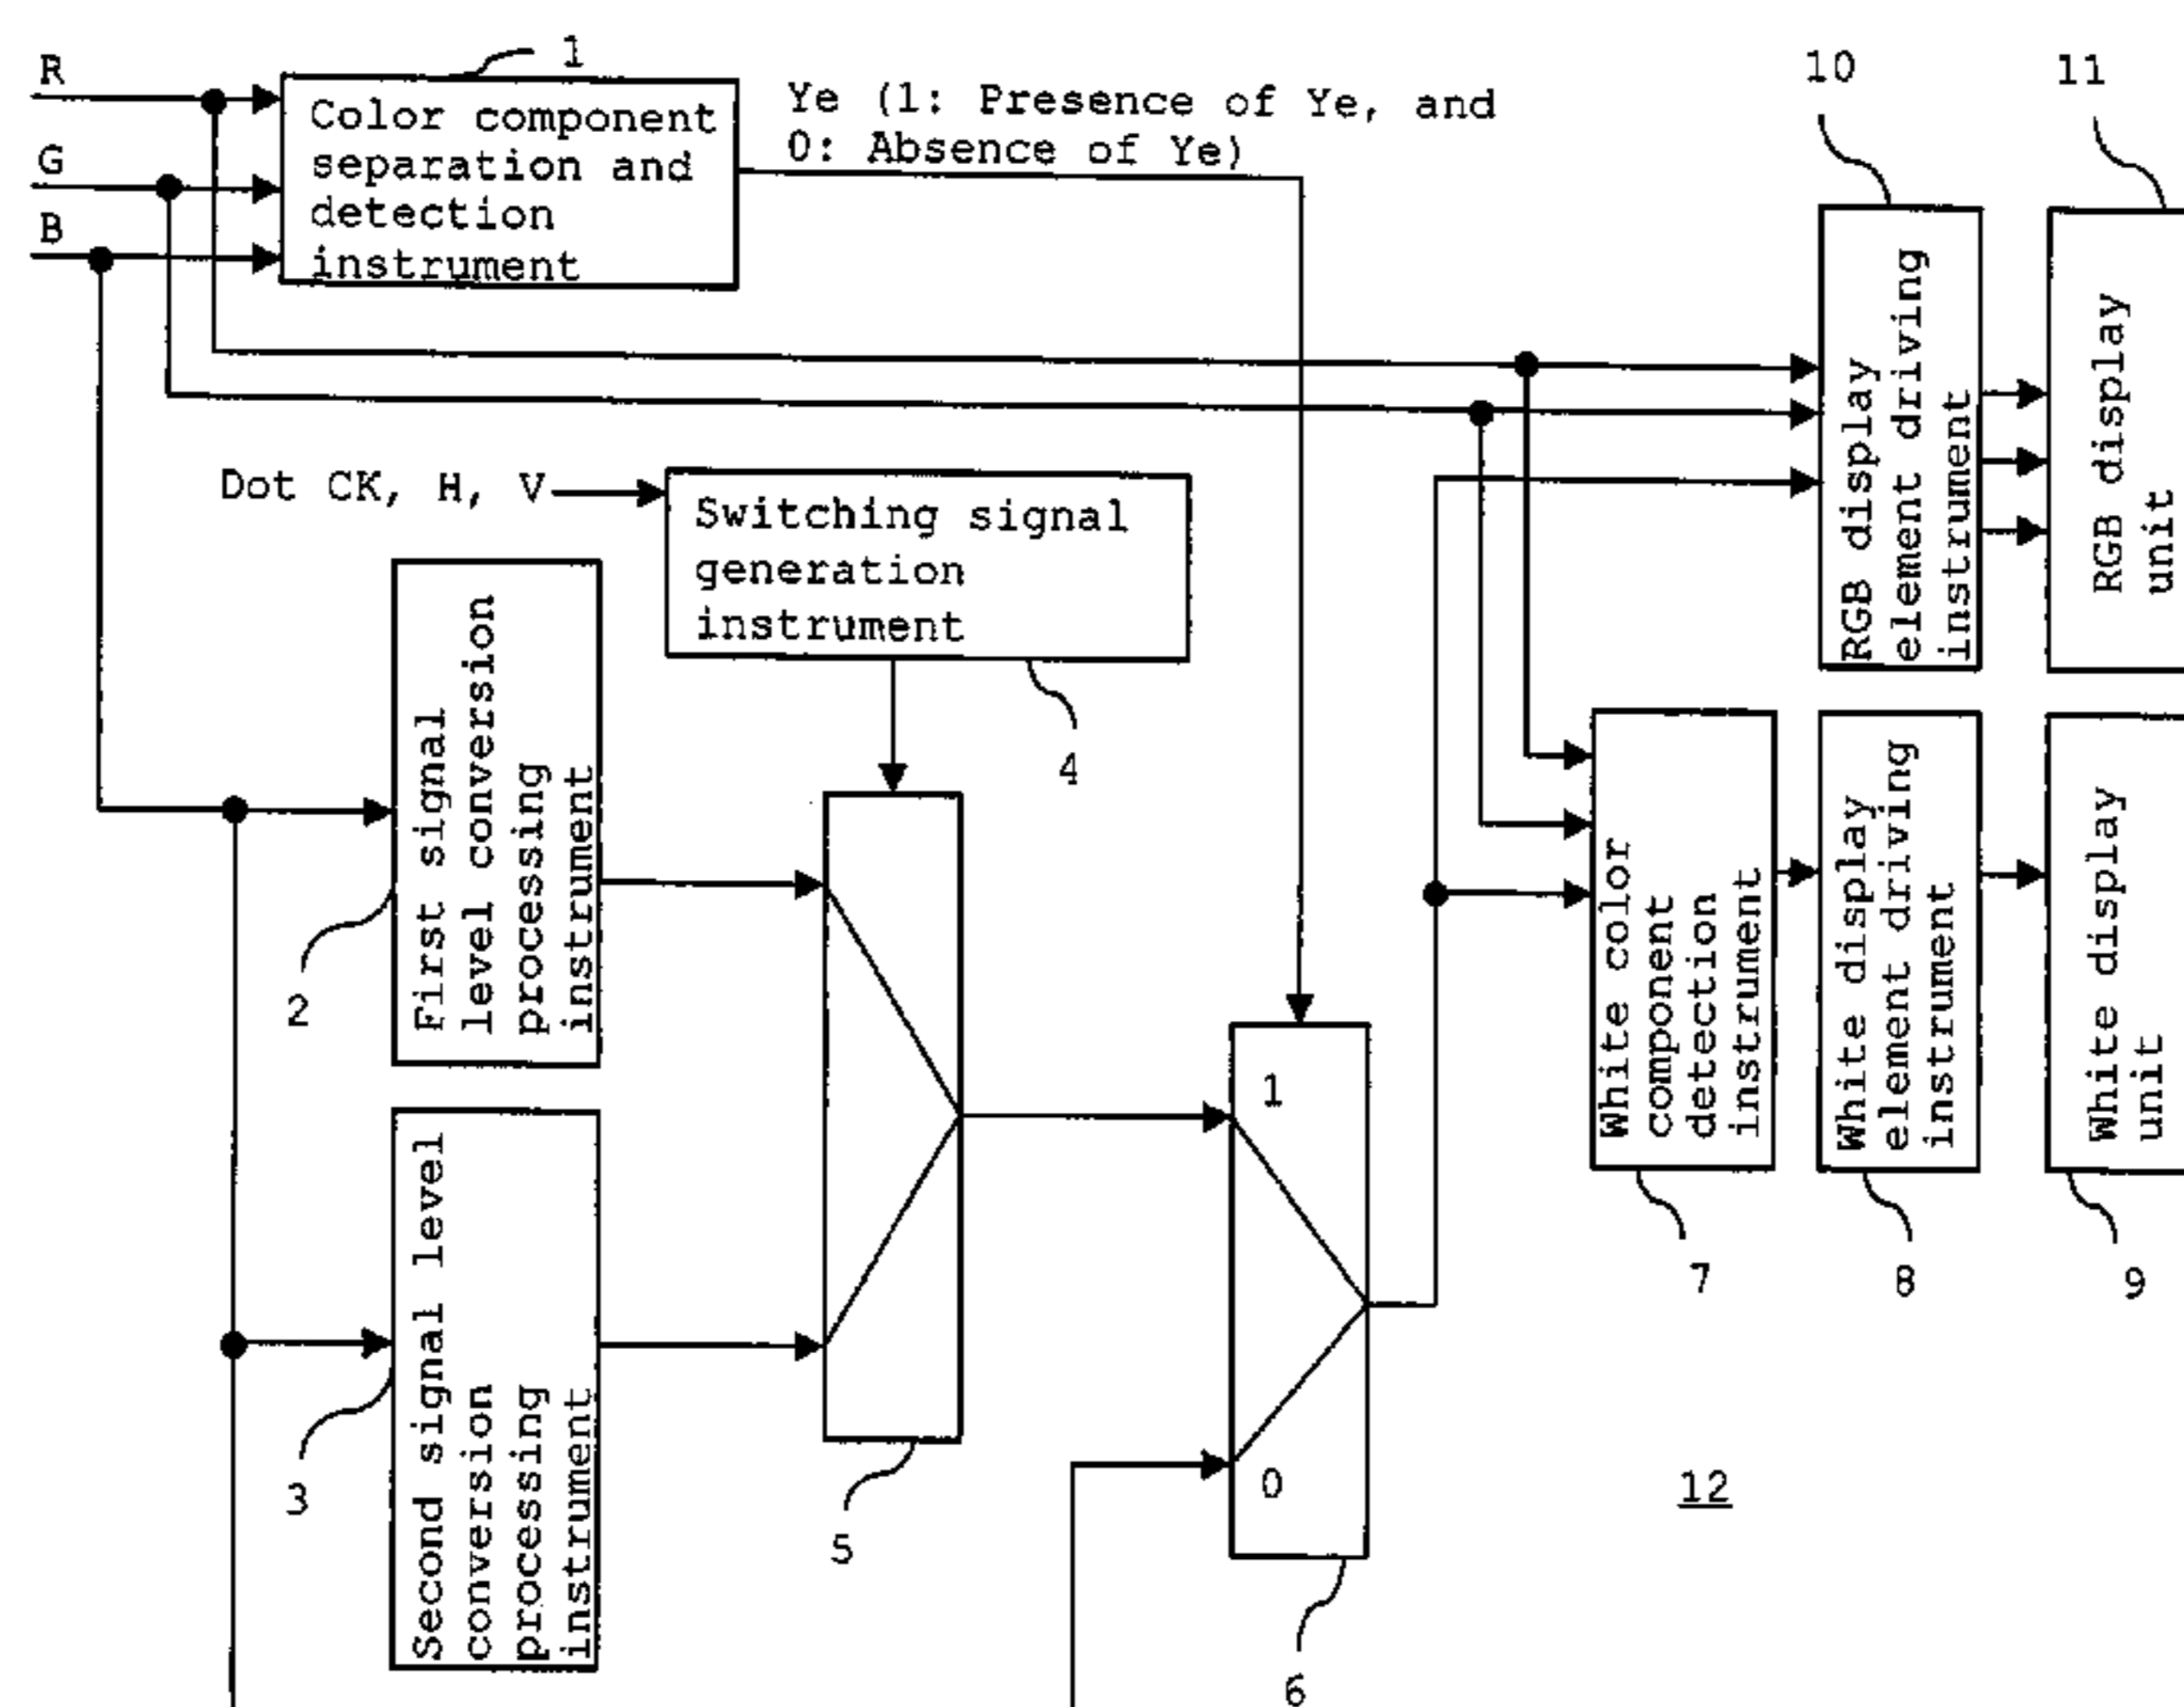 R
G
B
1
Color component
separation and
detection
instrument
Ye (1: Presence of Ye, and
0: Absence of Ye)
10
11
RGB display
element driving
instrument
RGB display
unit
Dot CK, H, V
Switching signal
generation
instrument
4
First signal
level conversion
processing
instrument
2
Second signal level
conversion
processing
instrument
3
5
1
0
6
White color
component
detection
instrument
7
White display
element driving
instrument
8
White display
unit
9
12